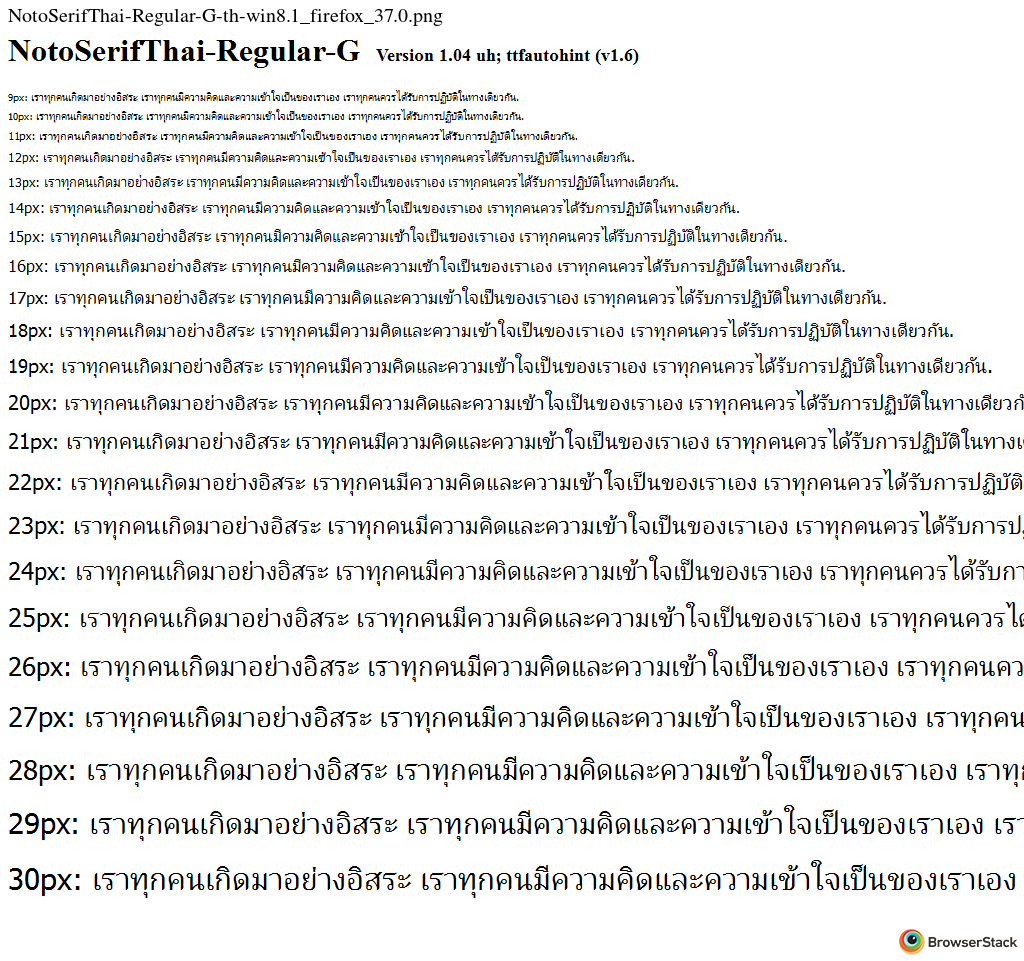 NotoSerifThai-Regular-G-th-win8.1_firefox_37.0.png
NotoSerifThai-Regular-G Version 1.04 uh; ttfautohint (v1.6)
9px: เราทุกคนเกิดมาอย่างอิสระ เราทุกคนมีความคิดและความเข้าใจเป็นของเราเอง เราทุกคนควรได้รับการปฏิบัติในทางเดียวกัน.
10px: เราทุกคนเกิดมาอย่างอิสระ เราทุกคนมีความคิดและความเข้าใจเป็นของเราเอง เราทุกคนควรได้รับการปฏิบัติในทางเดียวกัน.
11px: เราทุกคนเกิดมาอย่างอิสระ เราทุกคนมีความคิดและความเข้าใจเป็นของเราเอง เราทุกคนควรได้รับการปฏิบัติในทางเดียวกัน.
12px: เราทุกคนเกิดมาอย่างอิสระ เราทุกคนมีความคิดและความเข้าใจเป็นของเราเอง เราทุกคนควรได้รับการปฏิบัติในทางเดียวกัน.
13px: เราทุกคนเกิดมาอย่างอิสระ เราทุกคนมีความคิดและความเข้าใจเป็นของเราเอง เราทุกคนควรได้รับการปฏิบัติในทางเดียวกัน.
14px: เราทุกคนเกิดมาอย่างอิสระ เราทุกคนมีความคิดและความเข้าใจเป็นของเราเอง เราทุกคนควรได้รับการปฏิบัติในทางเดียวกัน.
15px: เราทุกคนเกิดมาอย่างอิสระ เราทุกคนมีความคิดและความเข้าใจเป็นของเราเอง เราทุกคนควรได้รับการปฏิบัติในทางเดียวกัน.
16px: เราทุกคนเกิดมาอย่างอิสระ เราทุกคนมีความคิดและความเข้าใจเป็นของเราเอง เราทุกคนควรได้รับการปฏิบัติในทางเดียวกัน.
17px: เราทุกคนเกิดมาอย่างอิสระ เราทุกคนมีความคิดและความเข้าใจเป็นของเราเอง เราทุกคนควรได้รับการปฏิบัติในทางเดียวกัน.
18px: เราทุกคนเกิดมาอย่างอิสระ เราทุกคนมีความคิดและความเข้าใจเป็นของเราเอง เราทุกคนควรได้รับการปฏิบัติในทางเดียวกัน.
19px: เราทุกคนเกิดมาอย่างอิสระ เราทุกคนมีความคิดและความเข้าใจเป็นของเราเอง เราทุกคนควรได้รับการปฏิบัติในทางเดียวกัน.
20px: เราทุกคนเกิดมาอย่างอิสระ เราทุกคนมีความคิดและความเข้าใจเป็นของเราเอง เราทุกคนควรได้รับการปฏิบัติในทางเดียวกั
21px: เราทุกคนเกิดมาอย่างอิสระ เราทุกคนมีความคิดและความเข้าใจเป็นของเราเอง เราทุกคนควรได้รับการปฏิบัติในทางเ
22px: เราทุกคนเกิดมาอย่างอิสระ เราทุกคนมีความคิดและความเข้าใจเป็นของเราเอง เราทุกคนควรได้รับการปฏิบัติ
23px: เราทุกคนเกิดมาอย่างอิสระ เราทุกคนมีความคิดและความเข้าใจเป็นของเราเอง เราทุกคนควรได้รับการป
24px: เราทุกคนเกิดมาอย่างอิสระ เราทุกคนมีความคิดและความเข้าใจเป็นของเราเอง เราทุกคนควรได้รับกา
25px: เราทุกคนเกิดมาอย่างอิสระ เราทุกคนมีความคิดและความเข้าใจเป็นของเราเอง เราทุกคนควรได้
26px: เราทุกคนเกิดมาอย่างอิสระ เราทุกคนมีความคิดและความเข้าใจเป็นของเราเอง เราทุกคนคว
27px: เราทุกคนเกิดมาอย่างอิสระ เราทุกคนมีความคิดและความเข้าใจเป็นของเราเอง เราทุกคน
28px: เราทุกคนเกิดมาอย่างอิสระ เราทุกคนมีความคิดและความเข้าใจเป็นของเราเอง เราทุก
29px: เราทุกคนเกิดมาอย่างอิสระ เราทุกคนมีความคิดและความเข้าใจเป็นของเราเอง เรา
30px: เราทุกคนเกิดมาอย่างอิสระ เราทุกคนมีความคิดและความเข้าใจเป็นของเราเอง
BrowserStack